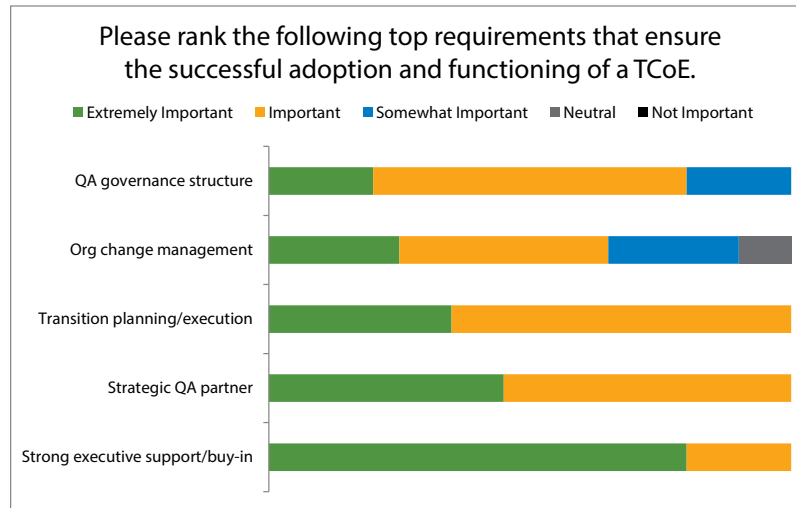 Please rank the following top requirements that ensure
the successful adoption and functioning of a TCoE.
Extremely Important Important Somewhat Important Neutral Not Important
QA governance structure
Org change management
Transition planning/execution
Strategic QA partner
Strong executive support/buy-in